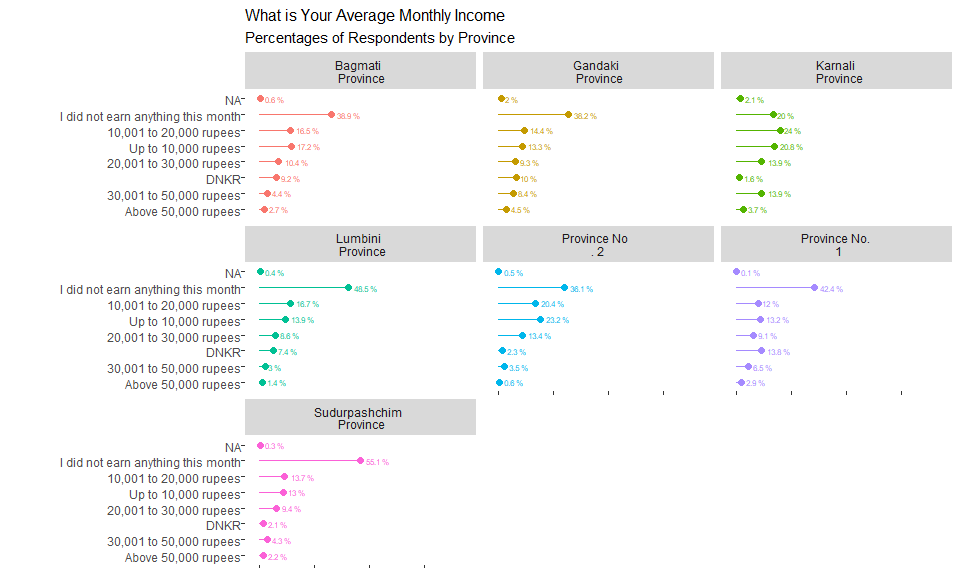 What is Your Average Monthly Income
Percentages of Respondents by Province
Bagmati
Province
Gandaki
Province
Karnali
Province
NA 0.6 % 2 % 2.1 %
I did not earn anything this month 38.9 % 38.2 % 20 %
10,001 to 20,000 rupees 16.5 % 14.4 % 24 %
Up to 10,000 rupees 17.2 % 13.3 % 20.8 %
20,001 to 30,000 rupees 10.4 % 9.3 % 13.9 %
DNKR 9.2 % 10 % 1.6 %
30,001 to 50,000 rupees 4.4 % 8.4 % 13.9 %
Above 50,000 rupees 2.7 % 4.5 % 3.7 %
Lumbini
Province
Province No
. 2
Province No.
1
NA 0.4 % 0.5 % 0.1 %
I did not earn anything this month 48.5 % 36.1 % 42.4 %
10,001 to 20,000 rupees 16.7 % 20.4 % 12 %
Up to 10,000 rupees 13.9 % 23.2 % 13.2 %
20,001 to 30,000 rupees 8.6 % 13.4 % 9.1 %
DNKR 7.4 % 2.3 % 13.8 %
30,001 to 50,000 rupees 3 % 3.5 % 6.5 %
Above 50,000 rupees 1.4 % 0.6 % 2.9 %
Sudurpashchim
Province
NA 0.3 %
I did not earn anything this month 55.1 %
10,001 to 20,000 rupees 13.7 %
Up to 10,000 rupees 13 %
20,001 to 30,000 rupees 9.4 %
DNKR 2.1 %
30,001 to 50,000 rupees 4.3 %
Above 50,000 rupees 2.2 %